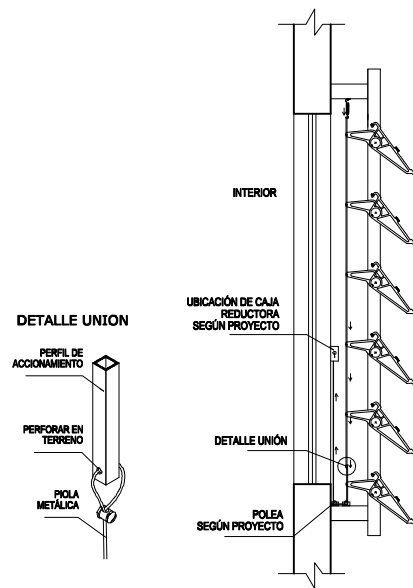 INTERIOR
UBICACIÓN DE CAJA
REDUCTORA
SEGÚN PROYECTO
DETALLE UNIÓN
POLEA
SEGÚN PROYECTO
DETALLE UNION
PERFIL DE
ACCIONAMIENTO
PERFORAR EN
TERRENO
PIOLA
METÁLICA